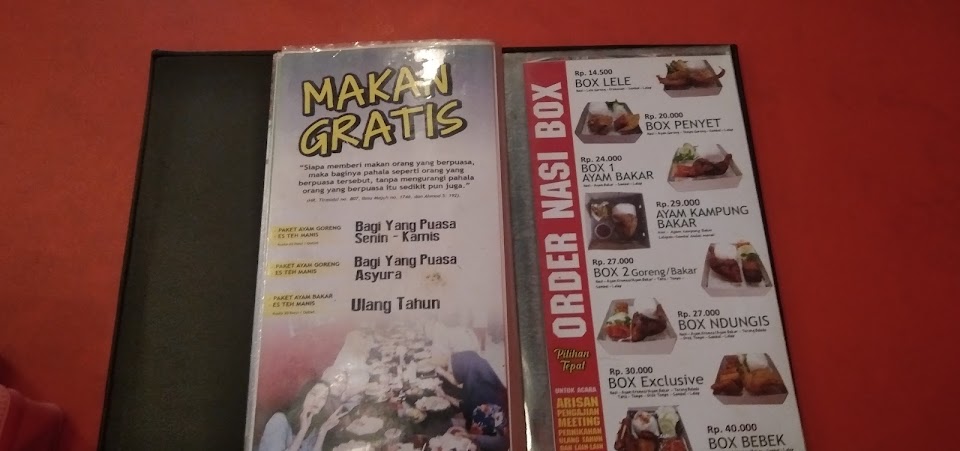 MAKAN
GRATIS
"Siapa memberi makan orang yang berpuasa,
maka baginya pahala seperti orang yang
berpuasa tersebut, tanpa mengurangi pahala
orang yang berpuasa itu sedikit pun juga."
PAKET AYAM GORENG
ES TEH MANIS
Bagi Yang Puasa
Senin - Kamis
PAKET AYAM GORENG
ES TEH MANIS
Bagi Yang Puasa
Asyura
PAKET AYAM BAKAR
ES TEH MANIS
Ulang Tahun
ORDER NASI BOX
Pilihan
Tepat
UNTUK ACARA
ARISAN
PENGAJIAN
MEETING
PERNIKAHAN
ULANG TAHUN
DAN LAIN-LAIN
Rp. 14.500
BOX LELE
Rp. 20.000
BOX PENYET
Rp. 24.000
BOX 1
AYAM BAKAR
Rp. 29.000
AYAM KAMPUNG
BAKAR
Rp. 27.000
BOX 2 Goreng/Bakar
Rp. 27.000
BOX NDUNGIS
Rp. 30.000
BOX Exclusive
Rp. 40.000
BOX BEBEK